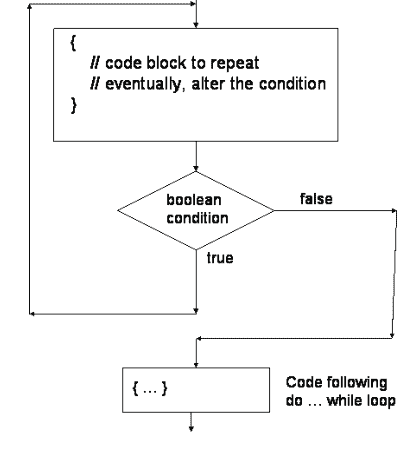 {
// code block to repeat
// eventually, alter the condition
}
boolean
condition
false
true
{ ... }
Code following
do ... while loop